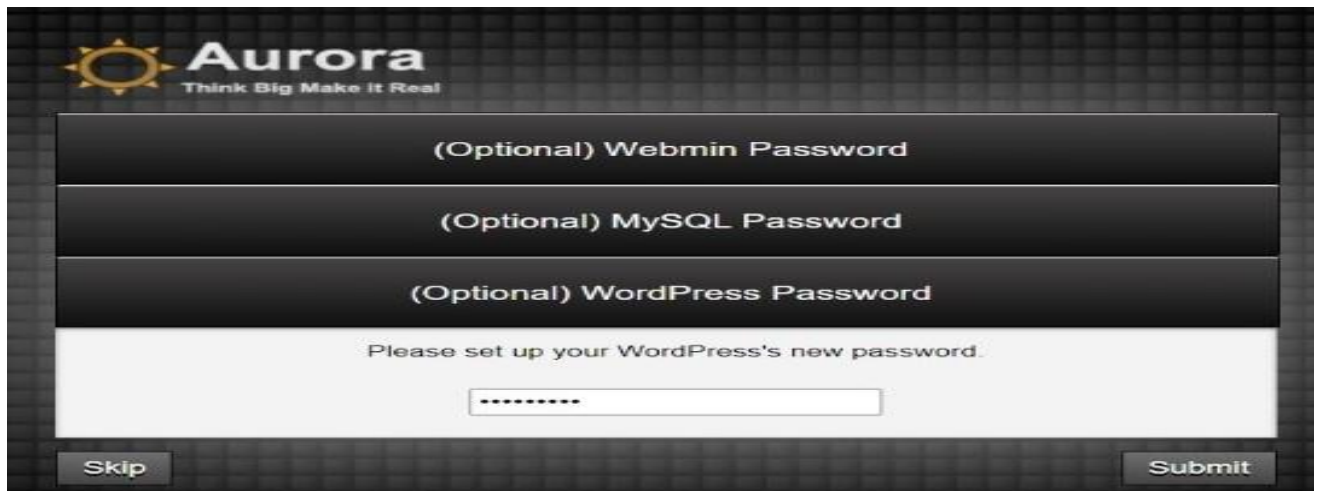 Aurora
Think Big Make it Real
(Optional) Webmin Password
(Optional) MySQL Password
(Optional) WordPress Password
Please set up your WordPress's new password.
•••••••••
Skip
Submit